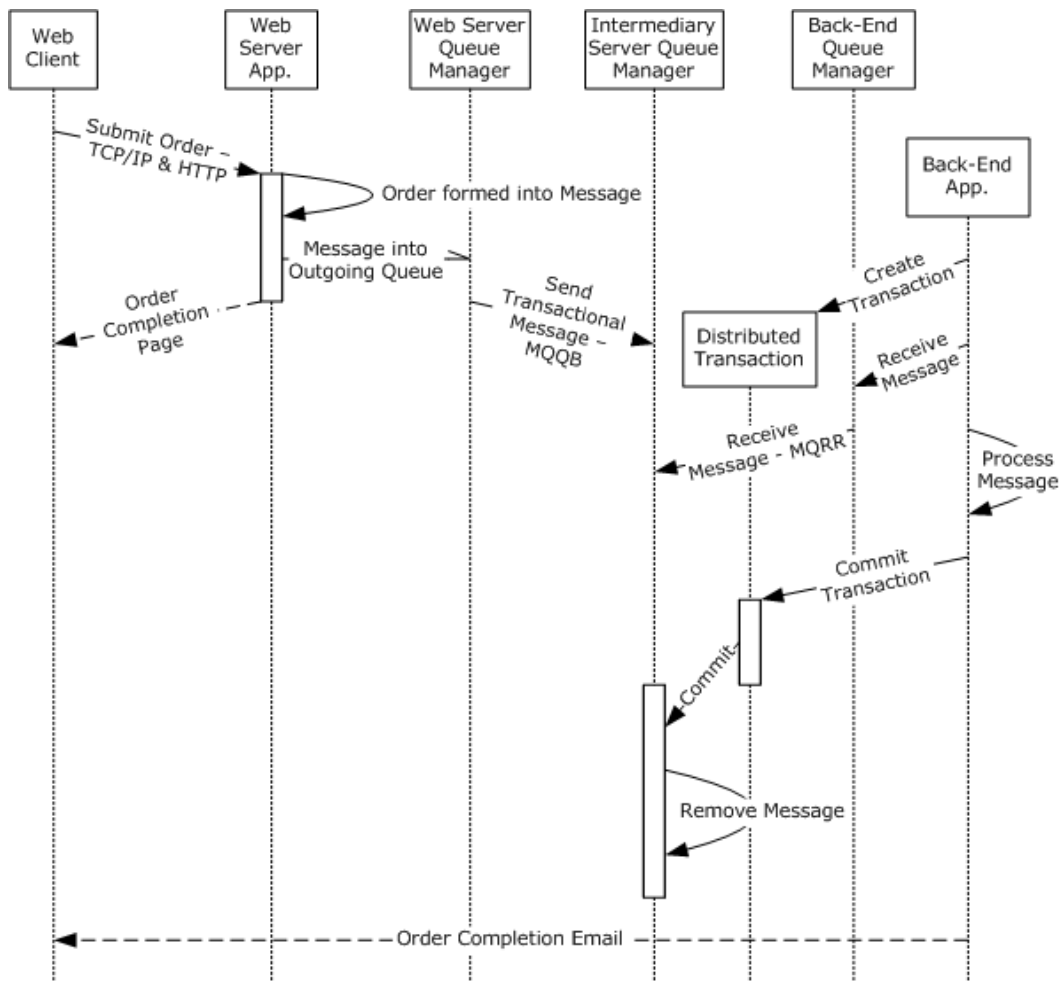 Web
Client
Web
Server
App.
Web Server
Queue
Manager
Intermediary
Server Queue
Manager
Back-End
Queue
Manager
Submit Order –
TCP/IP & HTTP
Back-End
App.
Order formed into Message
Message into
Outgoing Queue
Create
Transaction
Order
Completion
Page
Send
Transactional
Message –
MQQB
Distributed
Transaction
Receive
Message
Receive
Message - MQRR
Process
Message
Commit
Transaction
Commit
Remove Message
Order Completion Email